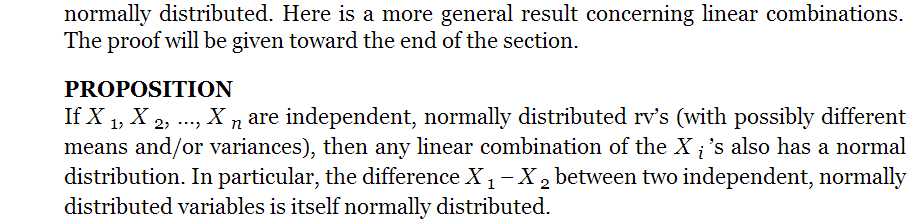 normally distributed. Here is a more general result concerning linear combinations.
The proof will be given toward the end of the section.
PROPOSITION
If X 1, X 2, ..., X n are independent, normally distributed rv’s (with possibly different
means and/or variances), then any linear combination of the X i ’s also has a normal
distribution. In particular, the difference X 1 – X 2 between two independent, normally
distributed variables is itself normally distributed.